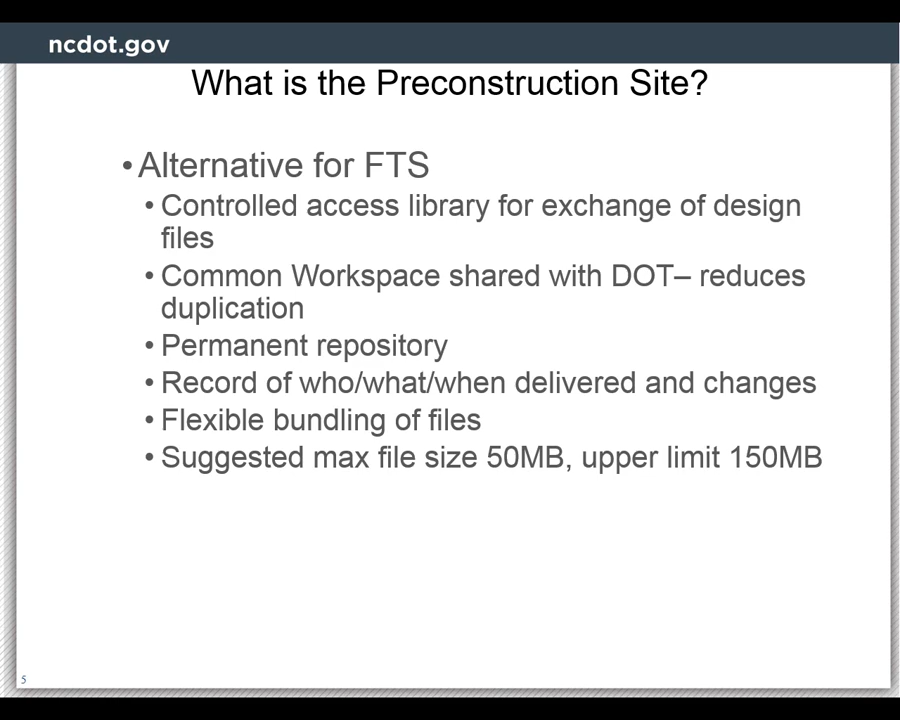 ncdot.gov
What is the Preconstruction Site?
•Alternative for FTS
•Controlled access library for exchange of design
files
•Common Workspace shared with DOT– reduces
duplication
•Permanent repository
•Record of who/what/when delivered and changes
•Flexible bundling of files
•Suggested max file size 50MB, upper limit 150MB
5